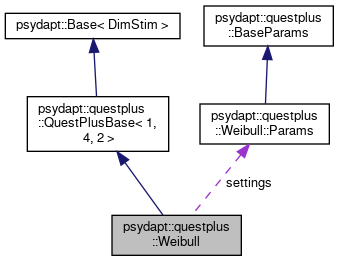 psydapt::Base< DimStim >
psydapt::questplus
::BaseParams
psydapt::questplus
::QuestPlusBase< 1,
4, 2 >
psydapt::questplus
::Weibull::Params
settings
psydapt::questplus
::Weibull